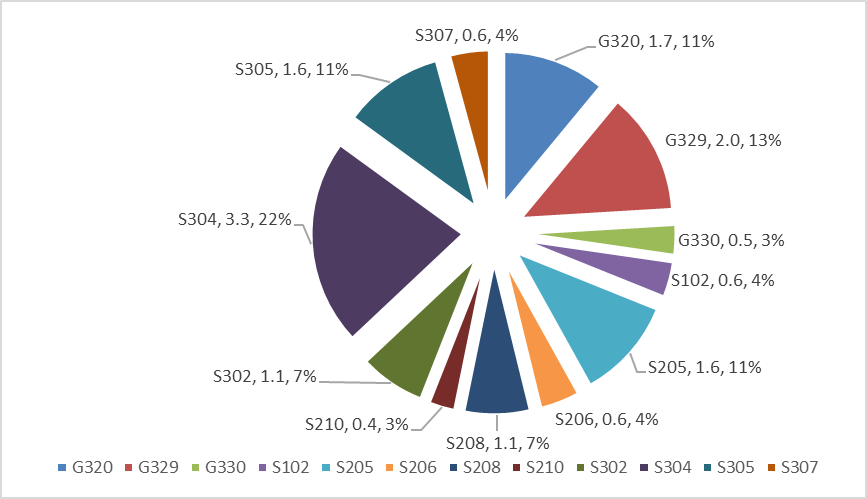 S307, 0.6, 4%
G320, 1.7, 11%
S305, 1.6, 11%
G329, 2.0, 13%
S304, 3.3, 22%
G330, 0.5, 3%
S102, 0.6, 4%
S205, 1.6, 11%
S302, 1.1, 7%
S206, 0.6, 4%
S210, 0.4, 3%
S208, 1.1, 7%
G320 G329 G330 S102 S205 S206 S208 S210 S302 S304 S305 S307